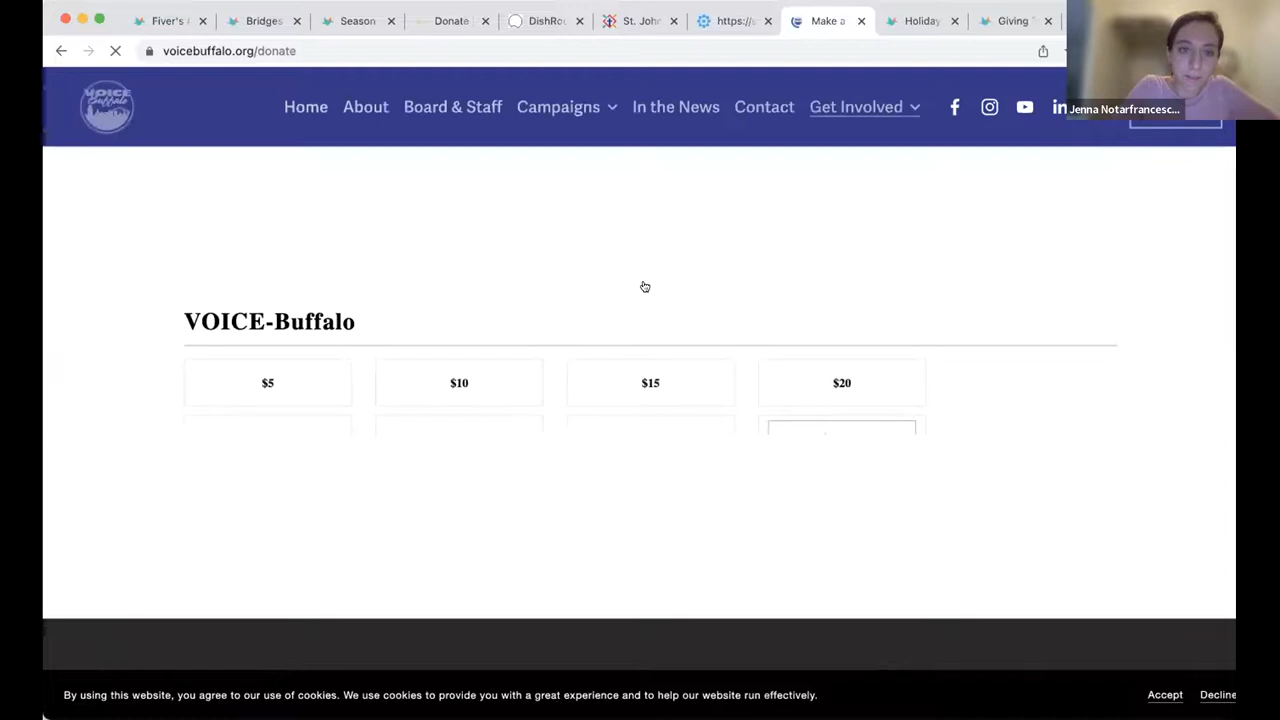 Fiver's A
Bridges
Season
Donate
DishRo
St. John
https://
Make a
Holiday
Giving
voicebuffalo.org/donate
VOICE
Buffalo
Home
About
Board & Staff
Campaigns
In the News
Contact
Get Involved
Jenna Notarfrancesc...
VOICE-Buffalo
$5
$10
$15
$20
By using this website, you agree to our use of cookies. We use cookies to provide you with a great experience and to help our website run effectively.
Accept
Decline